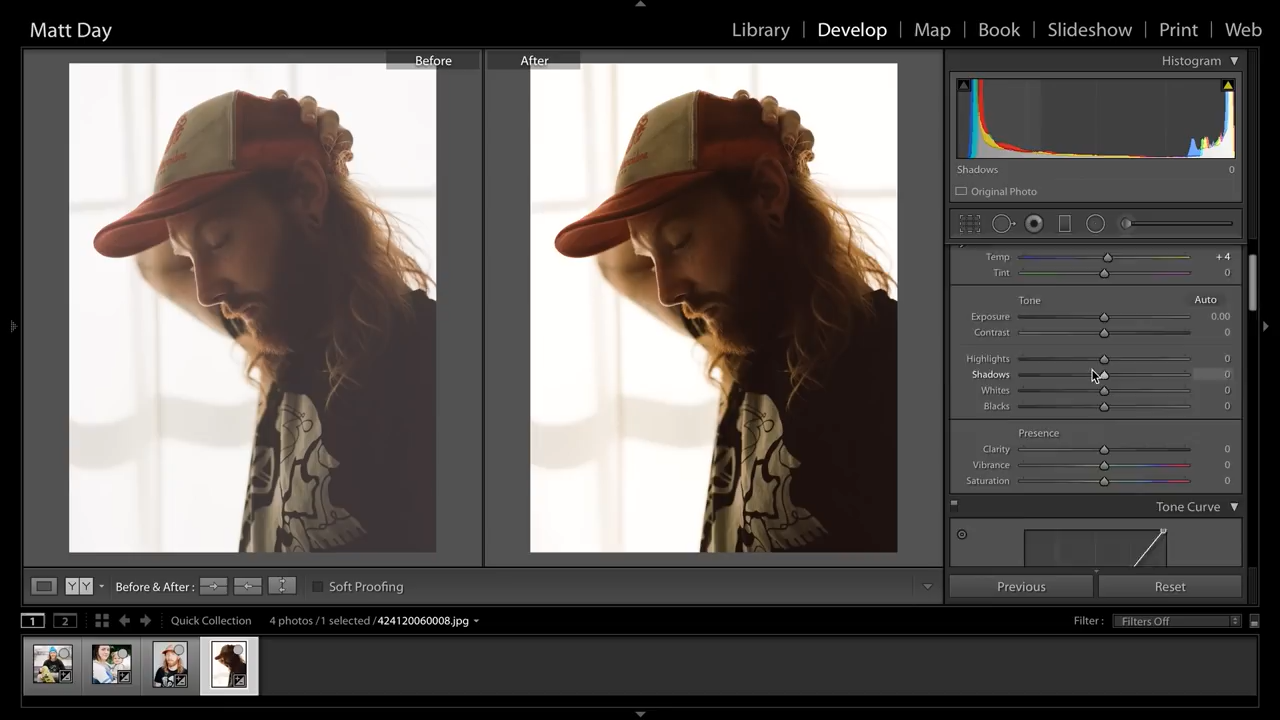 Matt Day
Library | Develop | Map | Book | Slideshow | Print | Web
Before
After
Histogram
Shadows 0
Original Photo
Temp + 4
Tint 0
Tone Auto
Exposure 0.00
Contrast 0
Highlights 0
Shadows 0
Whites 0
Blacks 0
Presence
Clarity 0
Vibrance 0
Saturation 0
Tone Curve
Y Y Before & After : Soft Proofing
Previous Reset
1 2 Quick Collection 4 photos / 1 selected / 424120060008.jpg Filter : Filters Off